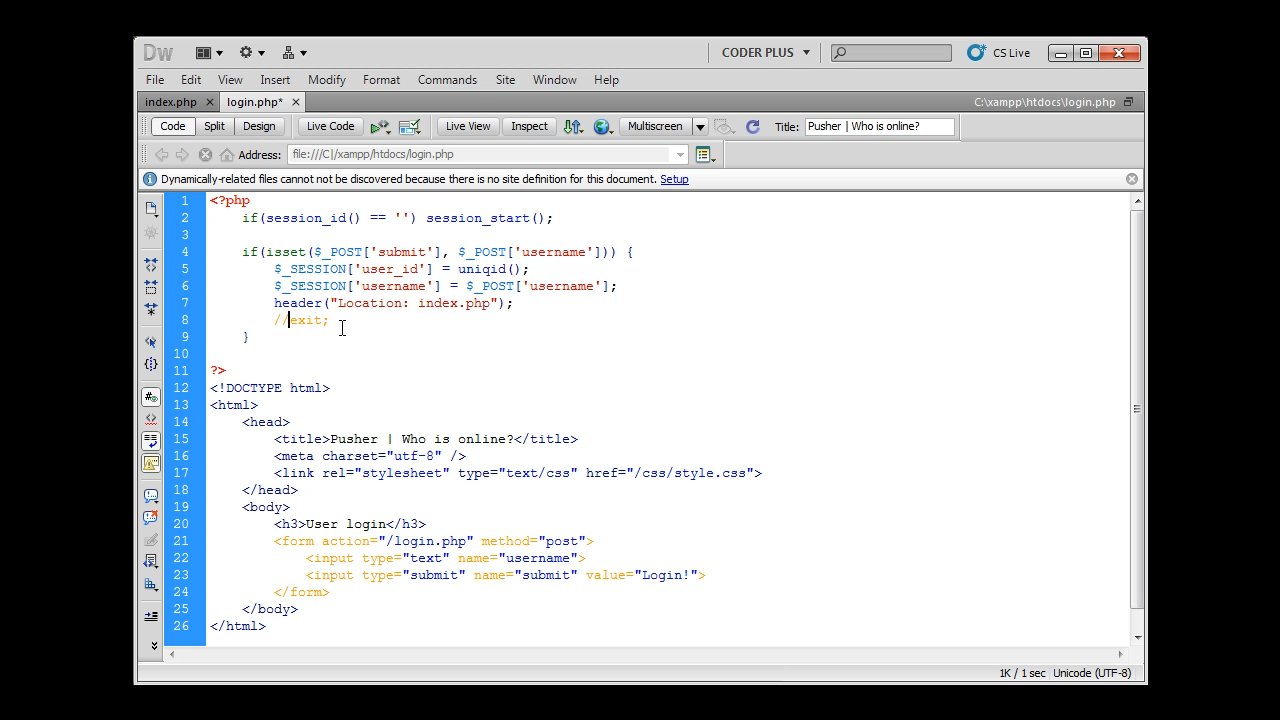 Dw CODER PLUS CS Live
File Edit View Insert Modify Format Commands Site Window Help
index.php login.php* C:\xampp\htdocs\login.php
Code Split Design Live Code Live View Inspect Multiscreen Title: Pusher | Who is online?
Address: file:///C|/xampp/htdocs/login.php
Dynamically-related files cannot not be discovered because there is no site definition for this document. Setup
1 <?php
2 if(session_id() == '') session_start();
3
4 if(isset($_POST['submit'], $_POST['username'])) {
5 $_SESSION['user_id'] = uniqid();
6 $_SESSION['username'] = $_POST['username'];
7 header("Location: index.php");
8 //exit;
9 }
10
11 ?>
12 <!DOCTYPE html>
13 <html>
14 <head>
15 <title>Pusher | Who is online?</title>
16 <meta charset="utf-8" />
17 <link rel="stylesheet" type="text/css" href="/css/style.css">
18 </head>
19 <body>
20 <h3>User login</h3>
21 <form action="/login.php" method="post">
22 <input type="text" name="username">
23 <input type="submit" name="submit" value="Login!">
24 </form>
25 </body>
26 </html>
1K / 1 sec Unicode (UTF-8)